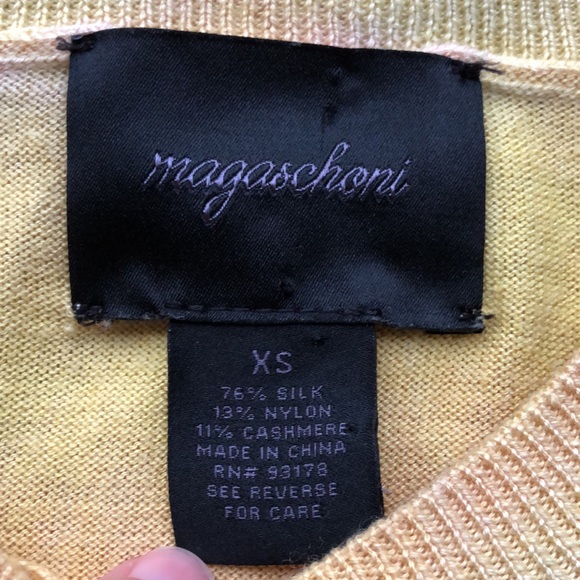 magaschoni
XS
76% SILK
13% NYLON
11% CASHMERE
MADE IN CHINA
RN# 93178
SEE REVERSE
FOR CARE